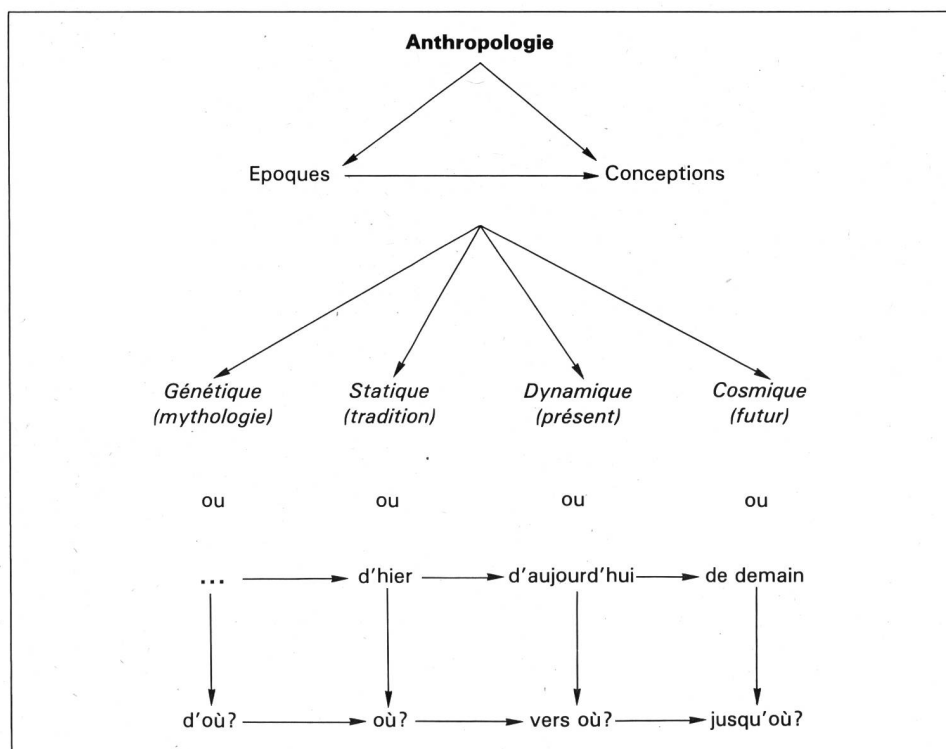 Anthropologie
Epoques Conceptions
Génétique Statique Dynamique Cosmique
(mythologie) (tradition) (présent) (futur)
ou ou ou ou
... d'hier d'aujourd'hui de demain
d'où? où? vers où? jusqu'où?